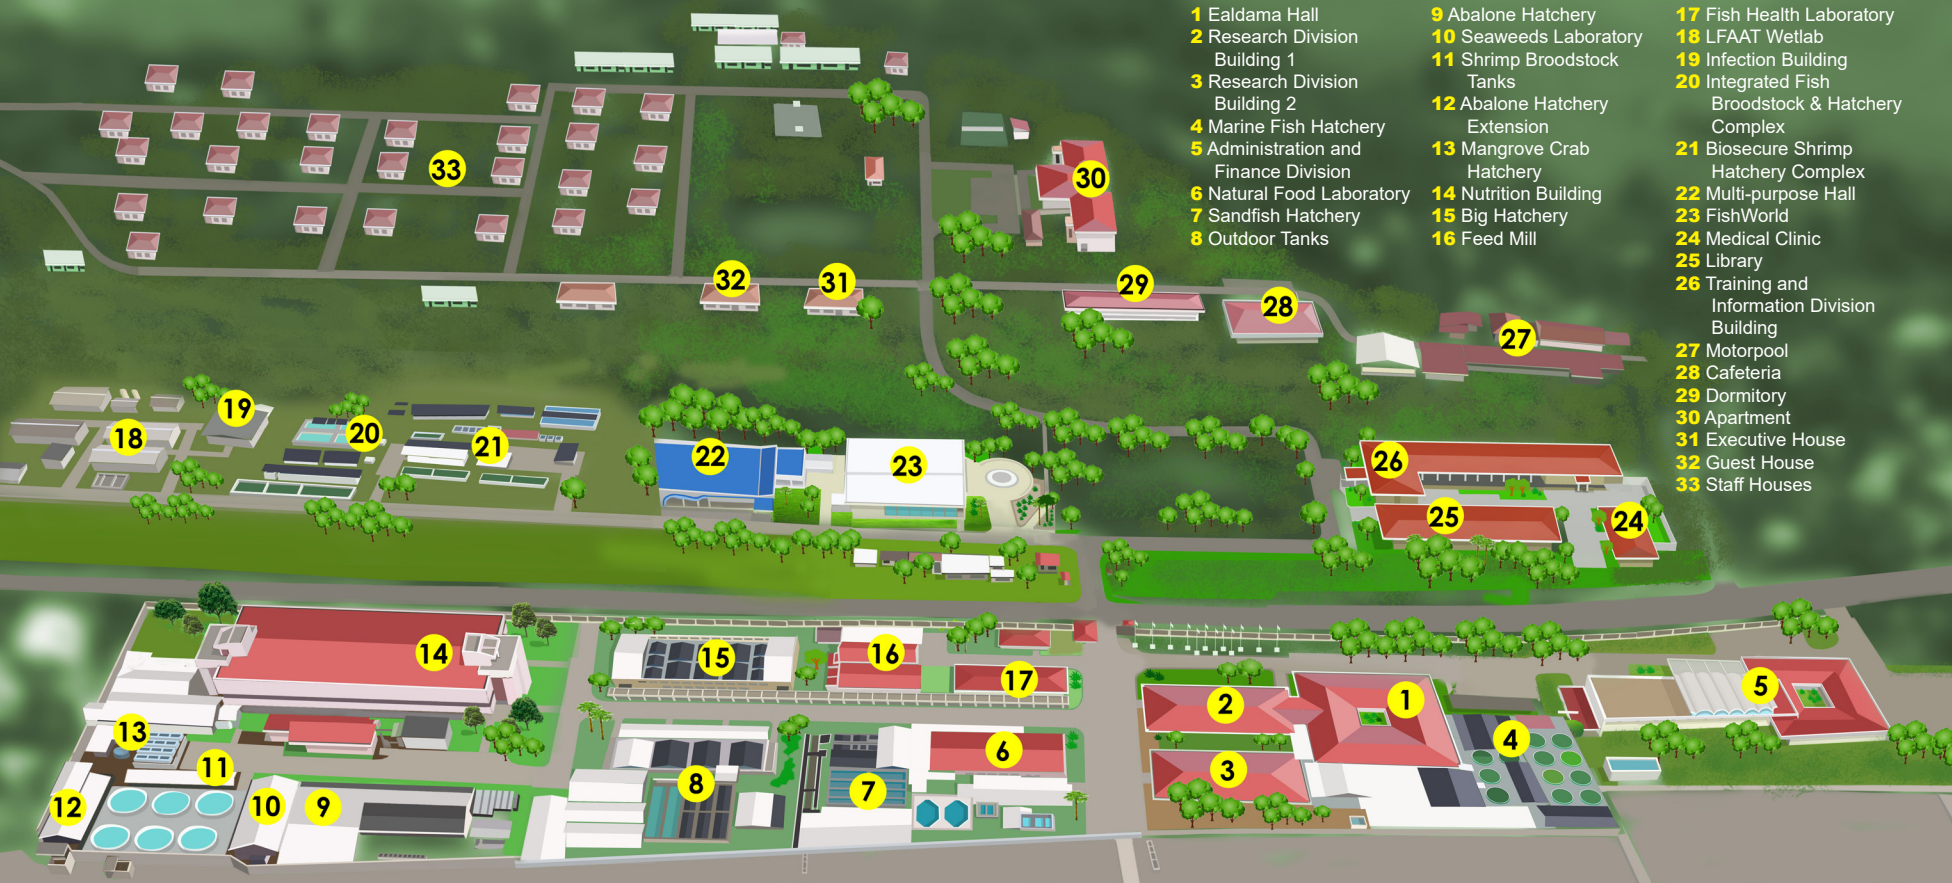 1 Ealdama Hall
2 Research Division
Building 1
3 Research Division
Building 2
4 Marine Fish Hatchery
5 Administration and
Finance Division
6 Natural Food Laboratory
7 Sandfish Hatchery
8 Outdoor Tanks
9 Abalone Hatchery
10 Seaweeds Laboratory
11 Shrimp Broodstock
Tanks
12 Abalone Hatchery
Extension
13 Mangrove Crab
Hatchery
14 Nutrition Building
15 Big Hatchery
16 Feed Mill
17 Fish Health Laboratory
18 LFAAT Wetlab
19 Infection Building
20 Integrated Fish
Broodstock & Hatchery
Complex
21 Biosecure Shrimp
Hatchery Complex
22 Multi-purpose Hall
23 FishWorld
24 Medical Clinic
25 Library
26 Training and
Information Division
Building
27 Motorpool
28 Cafeteria
29 Dormitory
30 Apartment
31 Executive House
32 Guest House
33 Staff Houses
33
30
32
31
29
28
27
19
18
20
21
22
23
26
25
24
14
15
16
17
13
11
12
10
9
8
7
6
2
1
3
4
5